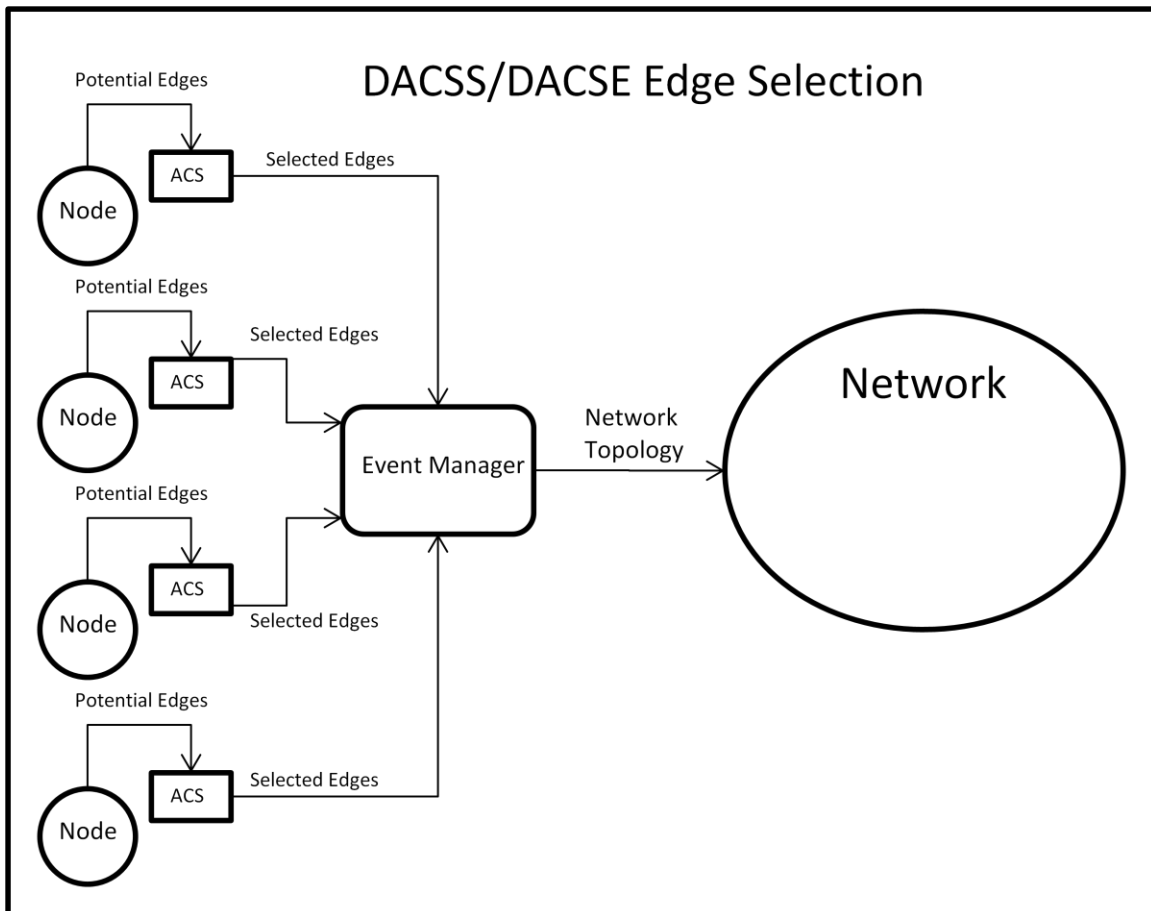 DACSS/DACSE Edge Selection
Potential Edges
ACS
Selected Edges
Node
Potential Edges
Selected Edges
ACS
Node
Potential Edges
ACS
Selected Edges
Node
Potential Edges
ACS
Selected Edges
Node
Event Manager
Network
Topology
Network